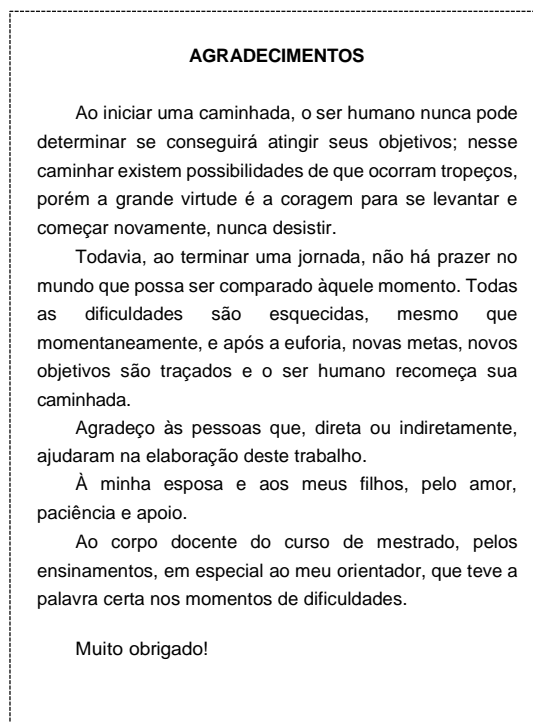 AGRADECIMENTOS
Ao iniciar uma caminhada, o ser humano nunca pode
determinar se conseguirá atingir seus objetivos; nesse
caminhar existem possibilidades de que ocorram tropeços,
porém a grande virtude é a coragem para se levantar e
começar novamente, nunca desistir.
Todavia, ao terminar uma jornada, não há prazer no
mundo que possa ser comparado àquele momento. Todas
as dificuldades são esquecidas, mesmo que
momentaneamente, e após a euforia, novas metas, novos
objetivos são traçados e o ser humano recomeça sua
caminhada.
Agradeço às pessoas que, direta ou indiretamente,
ajudaram na elaboração deste trabalho.
À minha esposa e aos meus filhos, pelo amor,
paciência e apoio.
Ao corpo docente do curso de mestrado, pelos
ensinamentos, em especial ao meu orientador, que teve a
palavra certa nos momentos de dificuldades.
Muito obrigado!